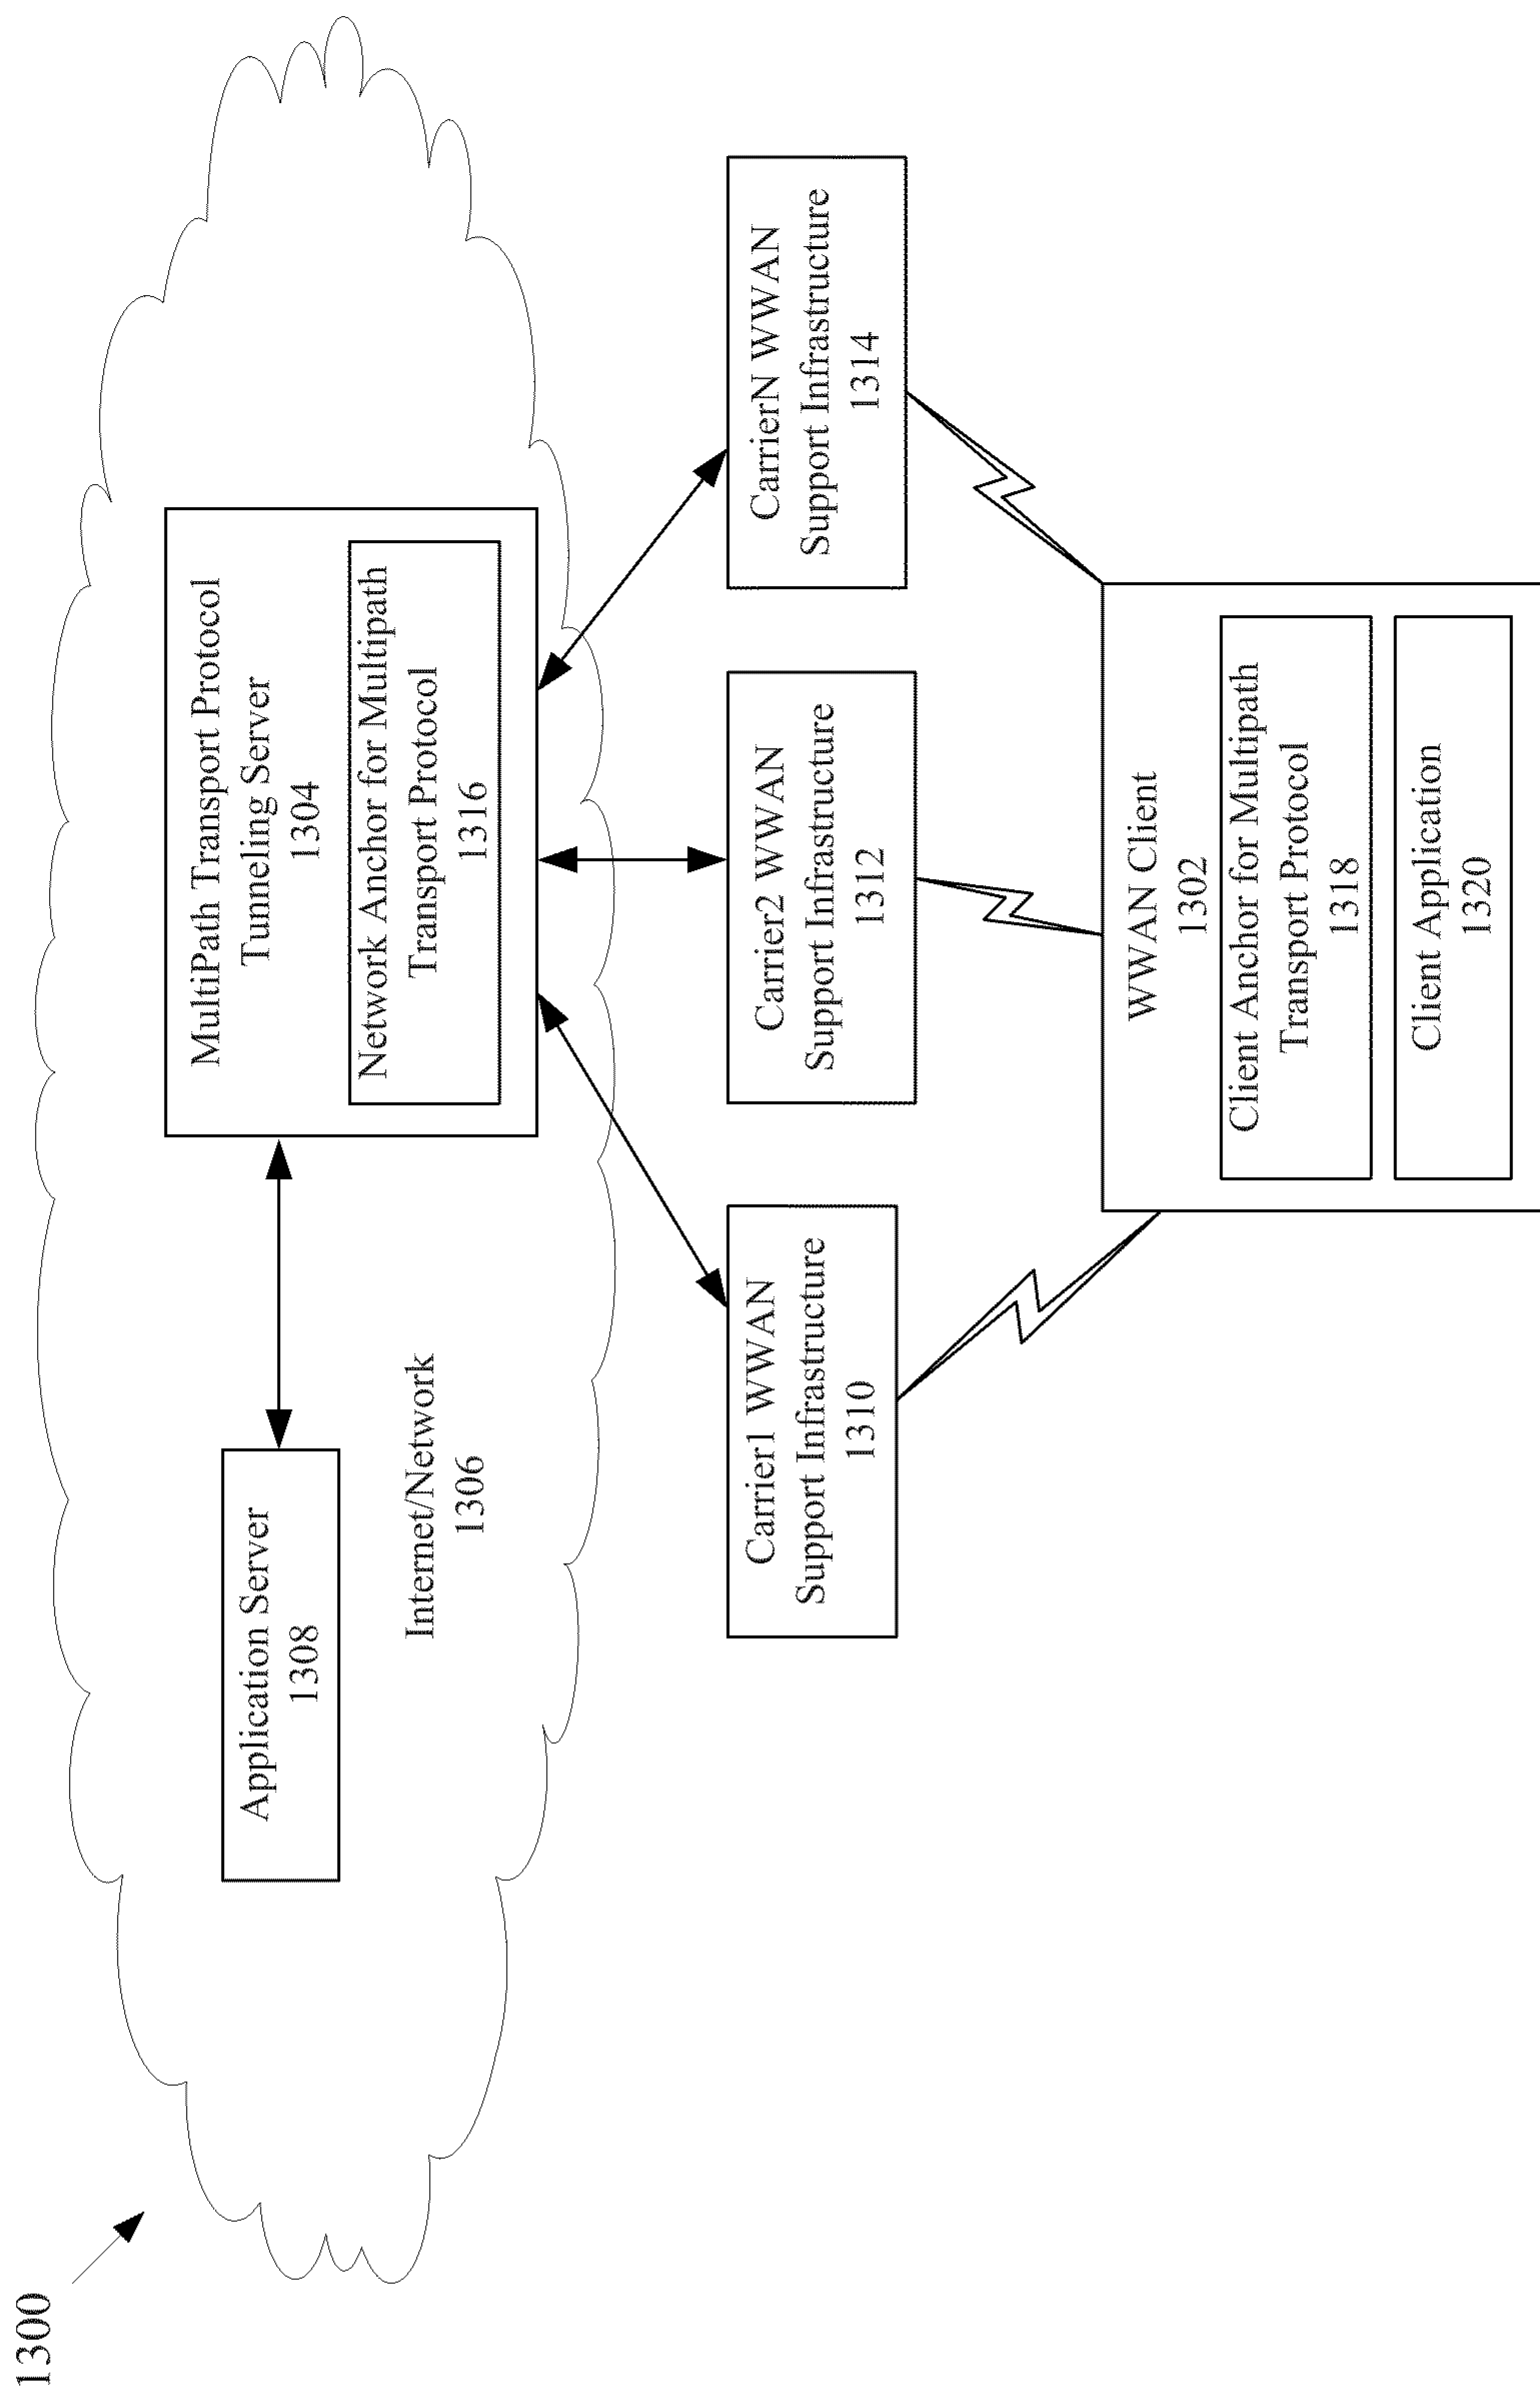 1300
Application Server
1308
Internet/Network
1306
MultiPath Transport Protocol
Tunneling Server
1304
Network Anchor for Multipath
Transport Protocol
1316
Carrier1 WWAN
Support Infrastructure
1310
Carrier2 WWAN
Support Infrastructure
1312
CarrierN WWAN
Support Infrastructure
1314
WWAN Client
1302
Client Anchor for Multipath
Transport Protocol
1318
Client Application
1320